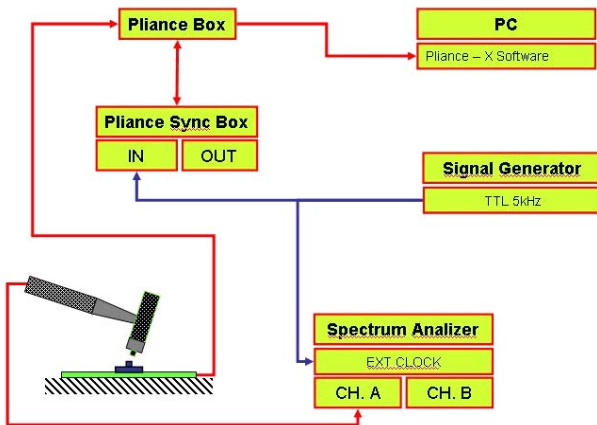 Pliance Box
PC
Pliance – X Software
Pliance Sync Box
IN
OUT
Signal Generator
TTL 5kHz
Spectrum Analizer
EXT CLOCK
CH. A
CH. B